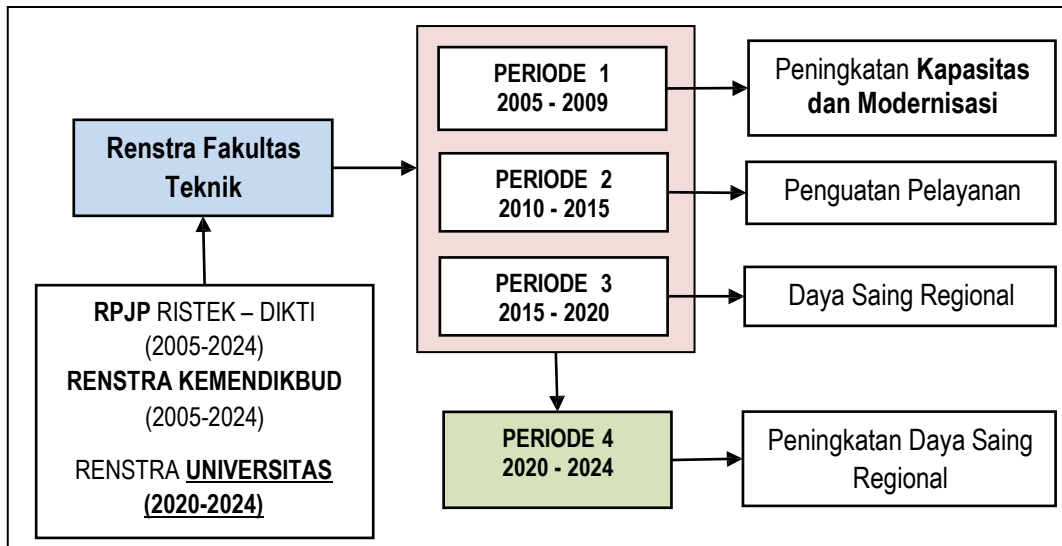 Renstra Fakultas
Teknik
RPJP RISTEK – DIKTI
(2005-2024)
RENSTRA KEMENDIKBUD
(2005-2024)
RENSTRA UNIVERSITAS
(2020-2024)
PERIODE 1
2005 - 2009
Peningkatan Kapasitas
dan Modernisasi
PERIODE 2
2010 - 2015
Penguatan Pelayanan
PERIODE 3
2015 - 2020
Daya Saing Regional
PERIODE 4
2020 - 2024
Peningkatan Daya Saing
Regional